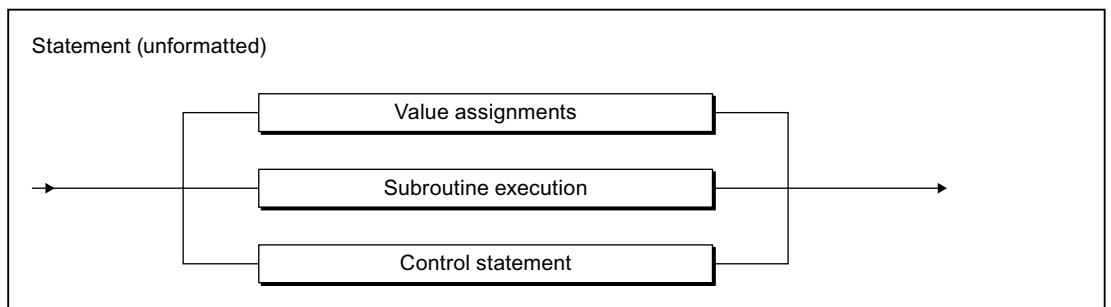 Statement (unformatted)
Value assignments
Subroutine execution
Control statement